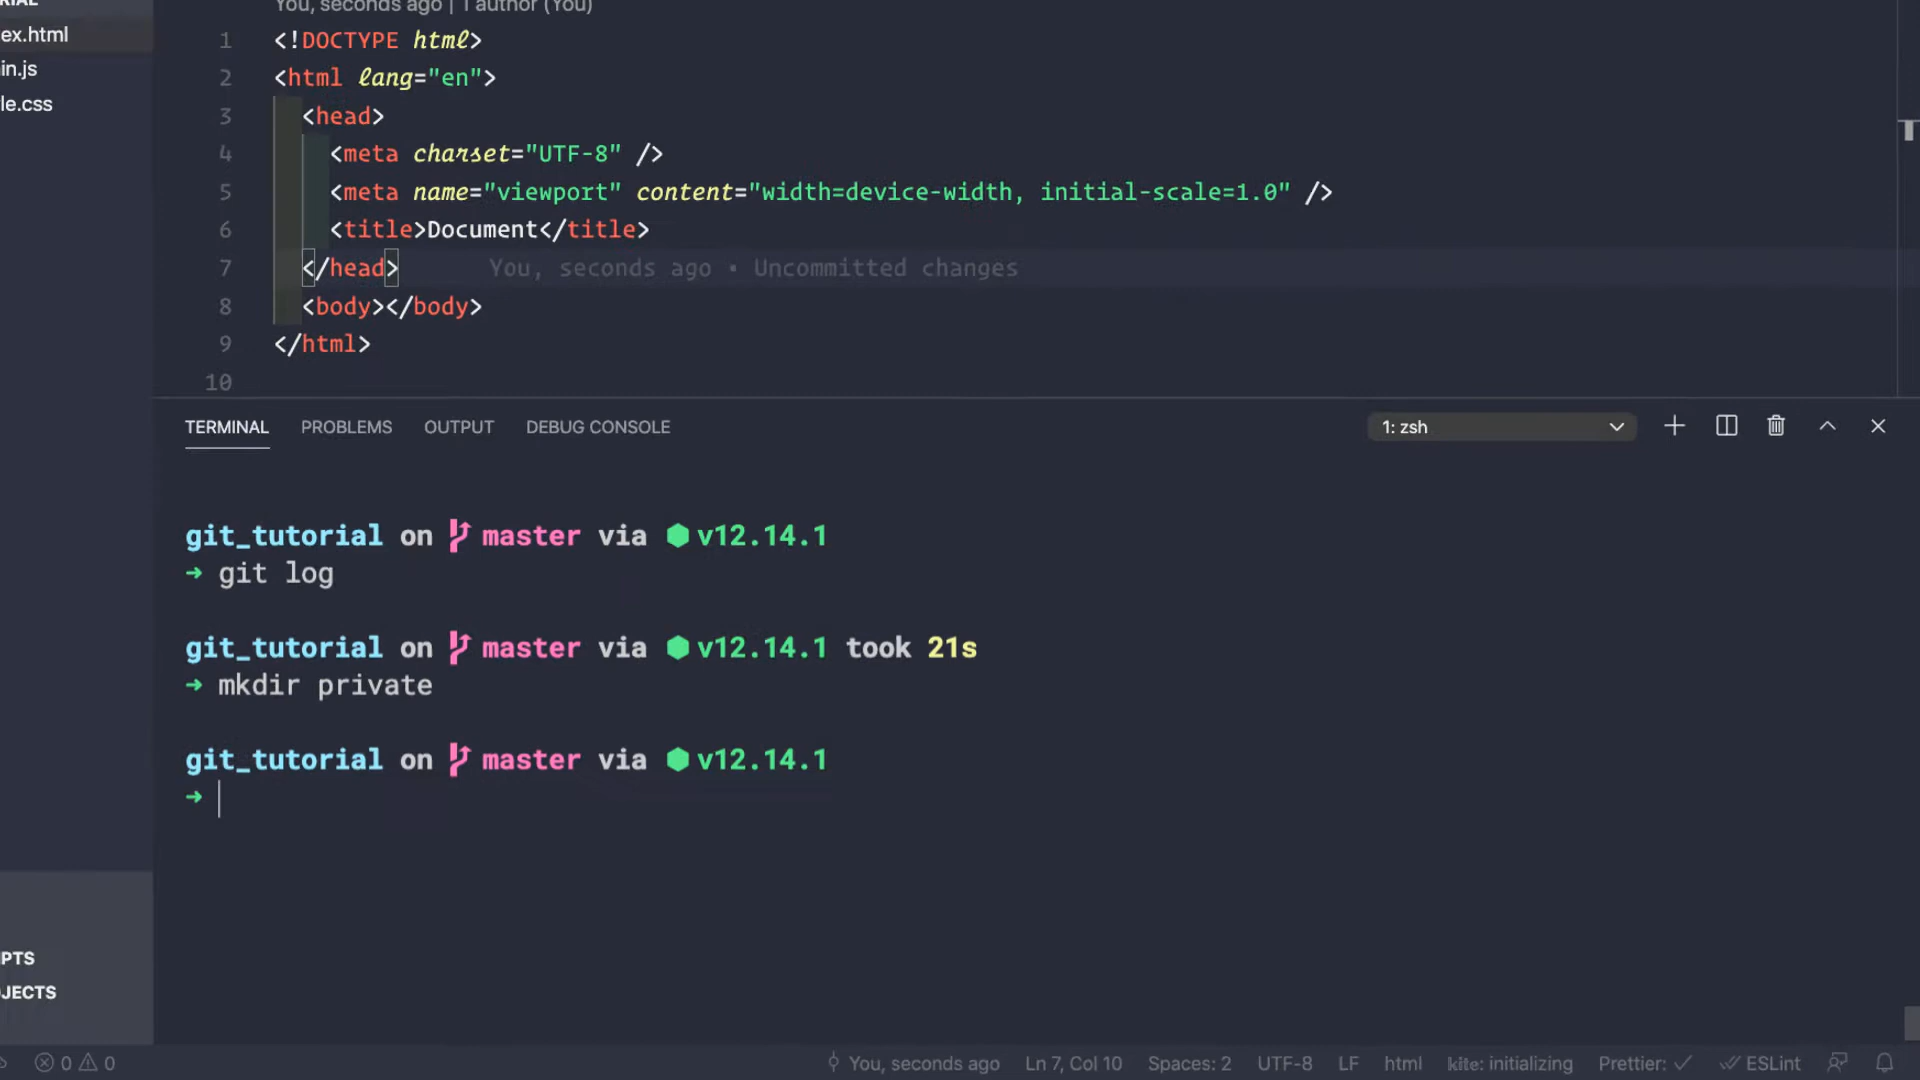 You, seconds ago | 1 author (You)
ex.html
in.js
le.css
1 <!DOCTYPE html>
2 <html lang="en">
3 <head>
4 <meta charset="UTF-8" />
5 <meta name="viewport" content="width=device-width, initial-scale=1.0" />
6 <title>Document</title>
7 </head> You, seconds ago • Uncommitted changes
8 <body></body>
9 </html>
10
TERMINAL PROBLEMS OUTPUT DEBUG CONSOLE 1: zsh
git_tutorial on master via v12.14.1
→ git log
git_tutorial on master via v12.14.1 took 21s
→ mkdir private
git_tutorial on master via v12.14.1
→
PTS
JECTS
0 0 You, seconds ago Ln 7, Col 10 Spaces: 2 UTF-8 LF html kite: initializing Prettier: ✓ ESLint